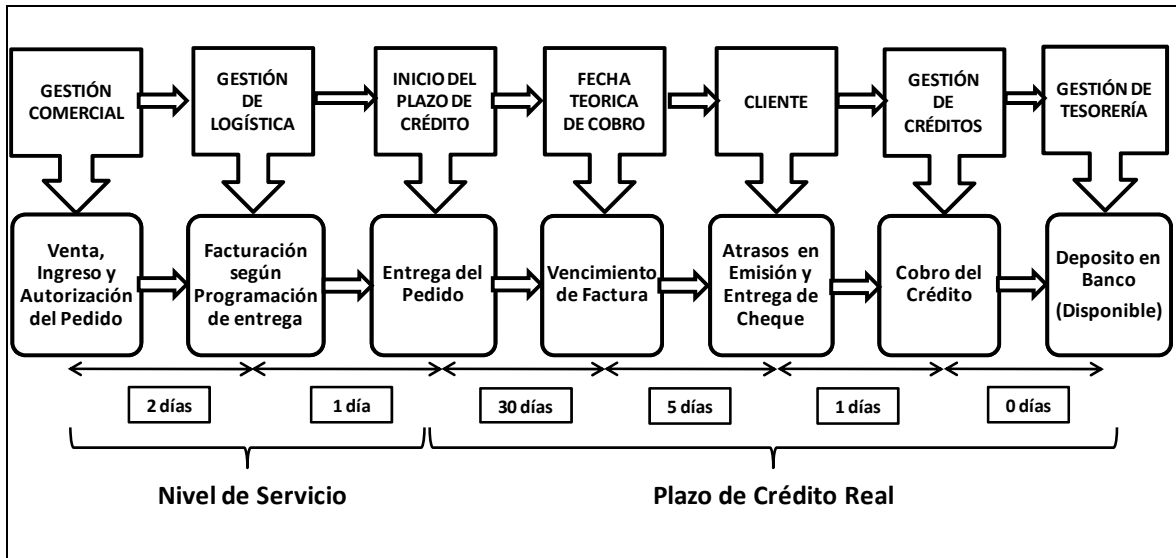 GESTIÓN
COMERCIAL
GESTIÓN
DE
LOGÍSTICA
INICIO DEL
PLAZO DE
CRÉDITO
FECHA
TEORICA
DE COBRO
CLIENTE
GESTIÓN
DE
CRÉDITOS
GESTIÓN DE
TESORERÍA
Venta,
Ingreso y
Autorización
del Pedido
Facturación
según
Programación
de entrega
Entrega del
Pedido
Vencimiento
de Factura
Atrasos en
Emisión y
Entrega de
Cheque
Cobro del
Crédito
Deposito en
Banco
(Disponible)
2 días
1 día
30 días
5 días
1 días
0 días
Nivel de Servicio
Plazo de Crédito Real